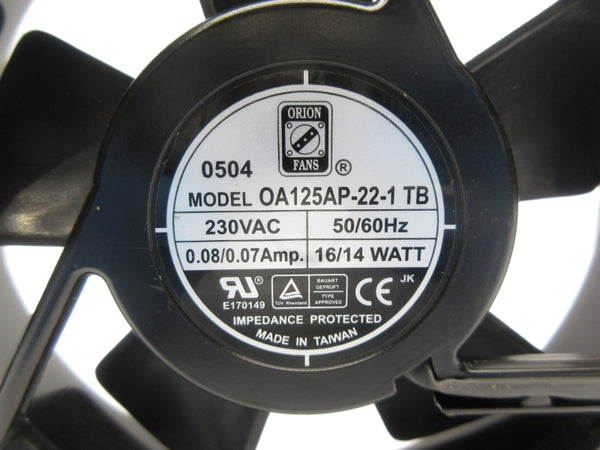 ORION
FANS
®
0504
MODEL OA125AP-22-1 TB
230VAC 50/60Hz
0.08/0.07Amp. 16/14 WATT
RU® E170149
TÜV Rheinland
BAUART
GEPRÜFT
TYPE
APPROVED
CE JK
IMPEDANCE PROTECTED
MADE IN TAIWAN